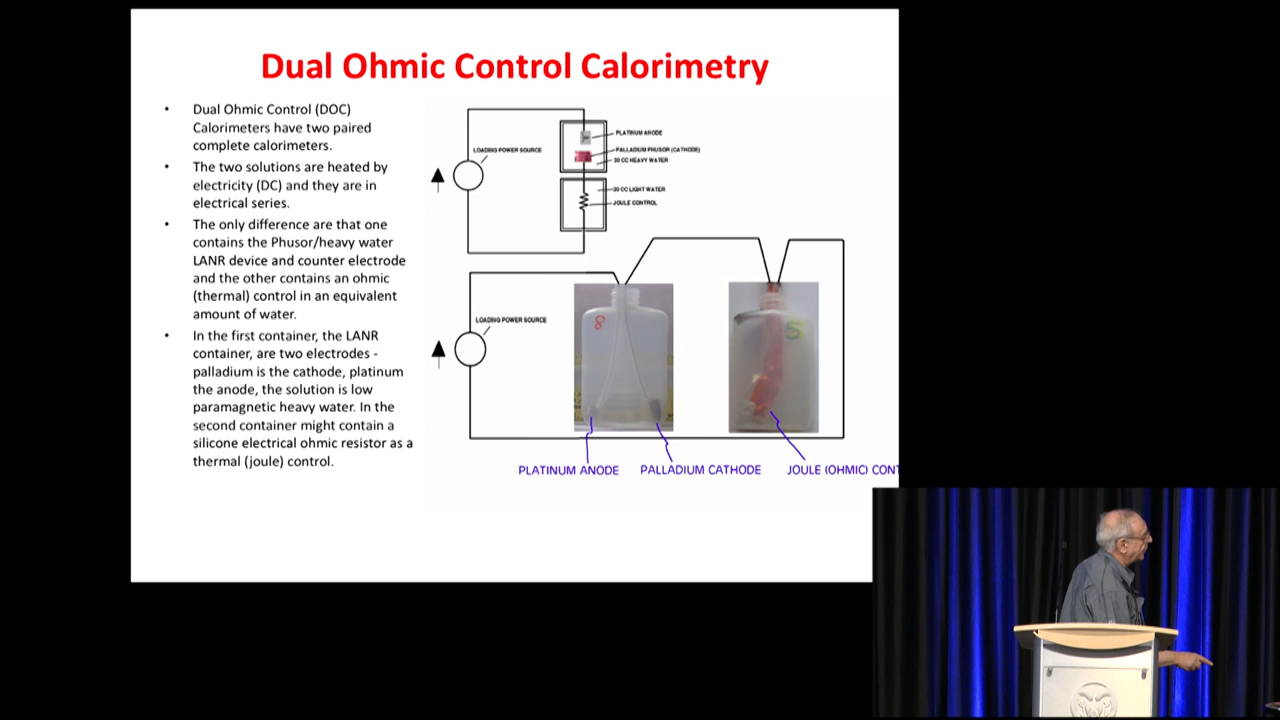 Dual Ohmic Control Calorimetry
• Dual Ohmic Control (DOC)
Calorimeters have two paired
complete calorimeters.
• The two solutions are heated by
electricity (DC) and they are in
electrical series.
• The only difference are that one
contains the Phusor/heavy water
LANR device and counter electrode
and the other contains an ohmic
(thermal) control in an equivalent
amount of water.
• In the first container, the LANR
container, are two electrodes -
palladium is the cathode, platinum
the anode, the solution is low
paramagnetic heavy water. In the
second container might contain a
silicone electrical ohmic resistor as a
thermal (joule) control.
LOADING POWER SOURCE
PLATINUM ANODE
PALLADIUM PHUSOR (CATHODE)
30 CC HEAVY WATER
30 CC LIGHT WATER
JOULE CONTROL
LOADING POWER SOURCE
8
5
PLATINUM ANODE
PALLADIUM CATHODE
JOULE (OHMIC) CONT